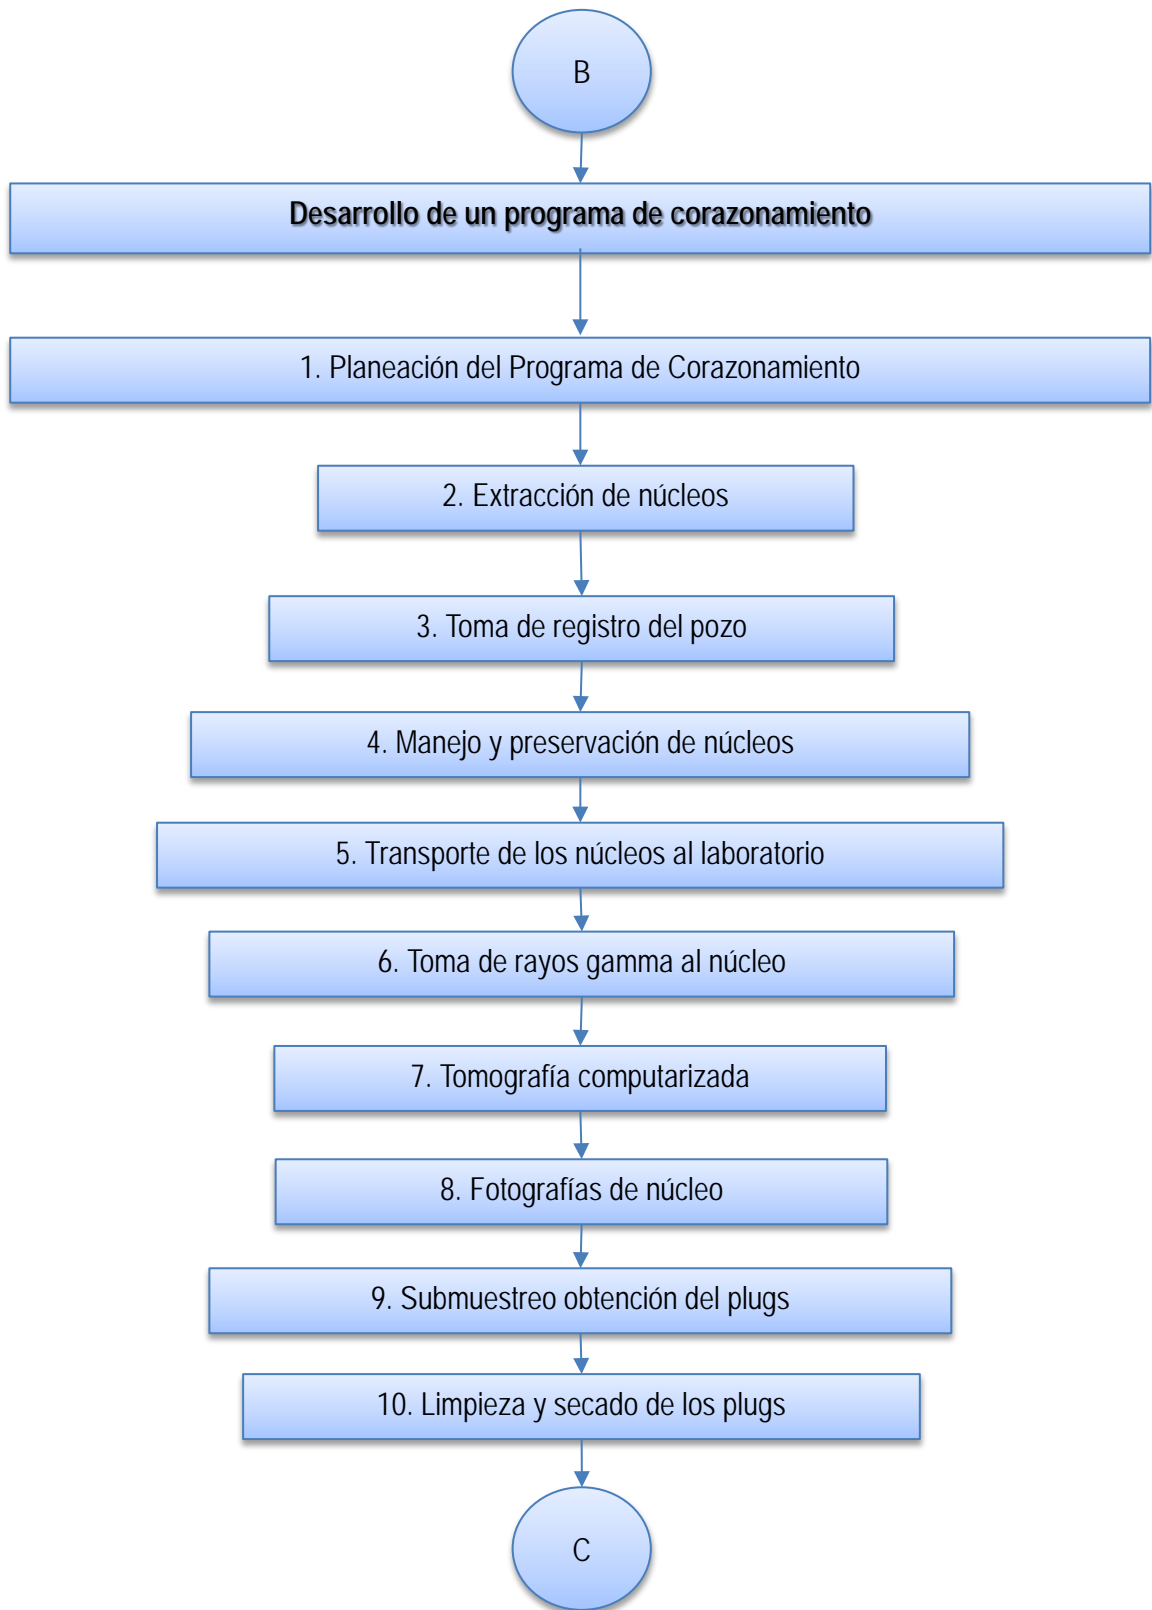 B
Desarrollo de un programa de corazonamiento
1. Planeación del Programa de Corazonamiento
2. Extracción de núcleos
3. Toma de registro del pozo
4. Manejo y preservación de núcleos
5. Transporte de los núcleos al laboratorio
6. Toma de rayos gamma al núcleo
7. Tomografía computarizada
8. Fotografías de núcleo
9. Submuestreo obtención del plugs
10. Limpieza y secado de los plugs
C